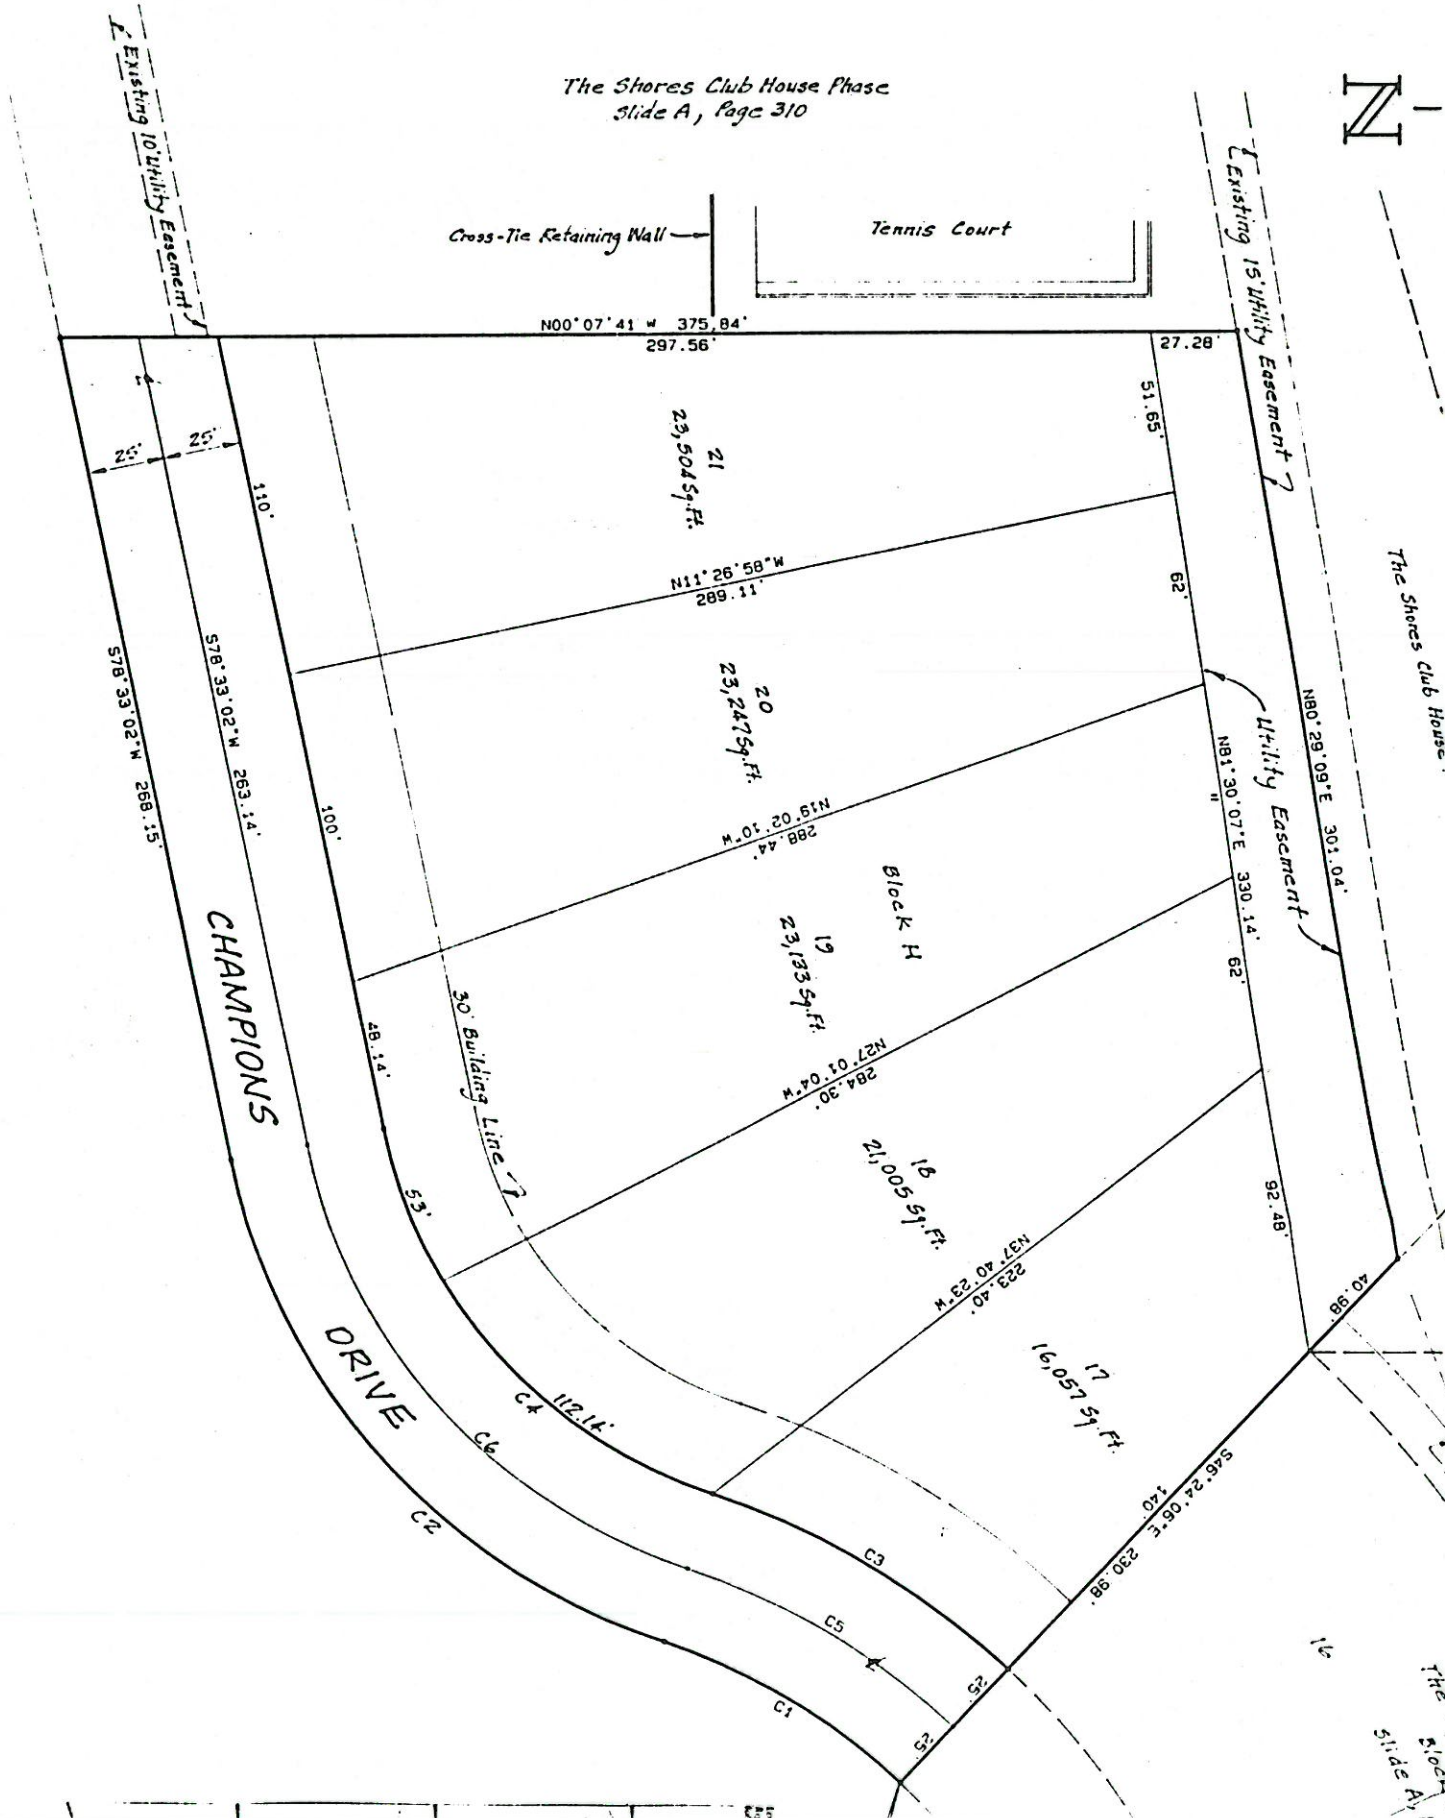 The Shores Club House Phase
Slide A, Page 310
N
Existing 10' Utility Easement
Existing 15' Utility Easement
Cross-Tie Retaining Wall
Tennis Court
N00°07'41"W 375.84'
297.56'
27.28'
51.65'
25'
25'
110'
21
23,504 Sq.Ft.
N11°26'58"W
289.11'
62'
The Shores Club House
S78°33'02"W 268.15'
S78°33'02"W 263.14'
100'
20
23,247 Sq.Ft.
Utility Easement
N80°29'09"E 301.04'
N81°30'07"E 330.14'
"
N19°02'10"W
288.44'
Block H
19
23,133 Sq.Ft.
62'
CHAMPIONS
48.14'
30' Building Line
N27°01'04"W
284.30'
53'
18
21,005 Sq.Ft.
92.48'
N37°40'23"W
223.40'
40.98'
DRIVE
C4
112.14'
C6
C2
17
16,057 Sq.Ft.
S46°24'06"E 230.98'
140'
C3
C5
C1
25'
25'
16
The
Block
Slide A,